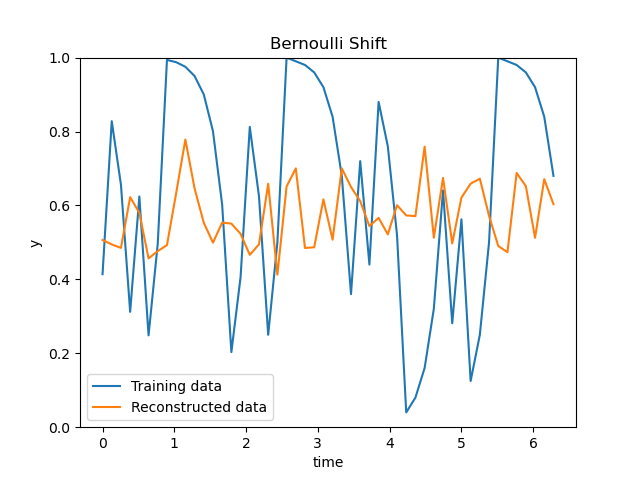 Bernoulli Shift
1.0
0.8
0.6
0.4
0.2
0.0
y
Training data
Reconstructed data
0 1 2 3 4 5 6
time